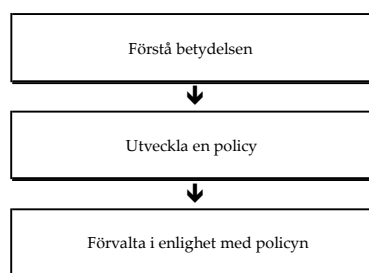 Förstå betydelsen
Utveckla en policy
Förvalta i enlighet med policyn